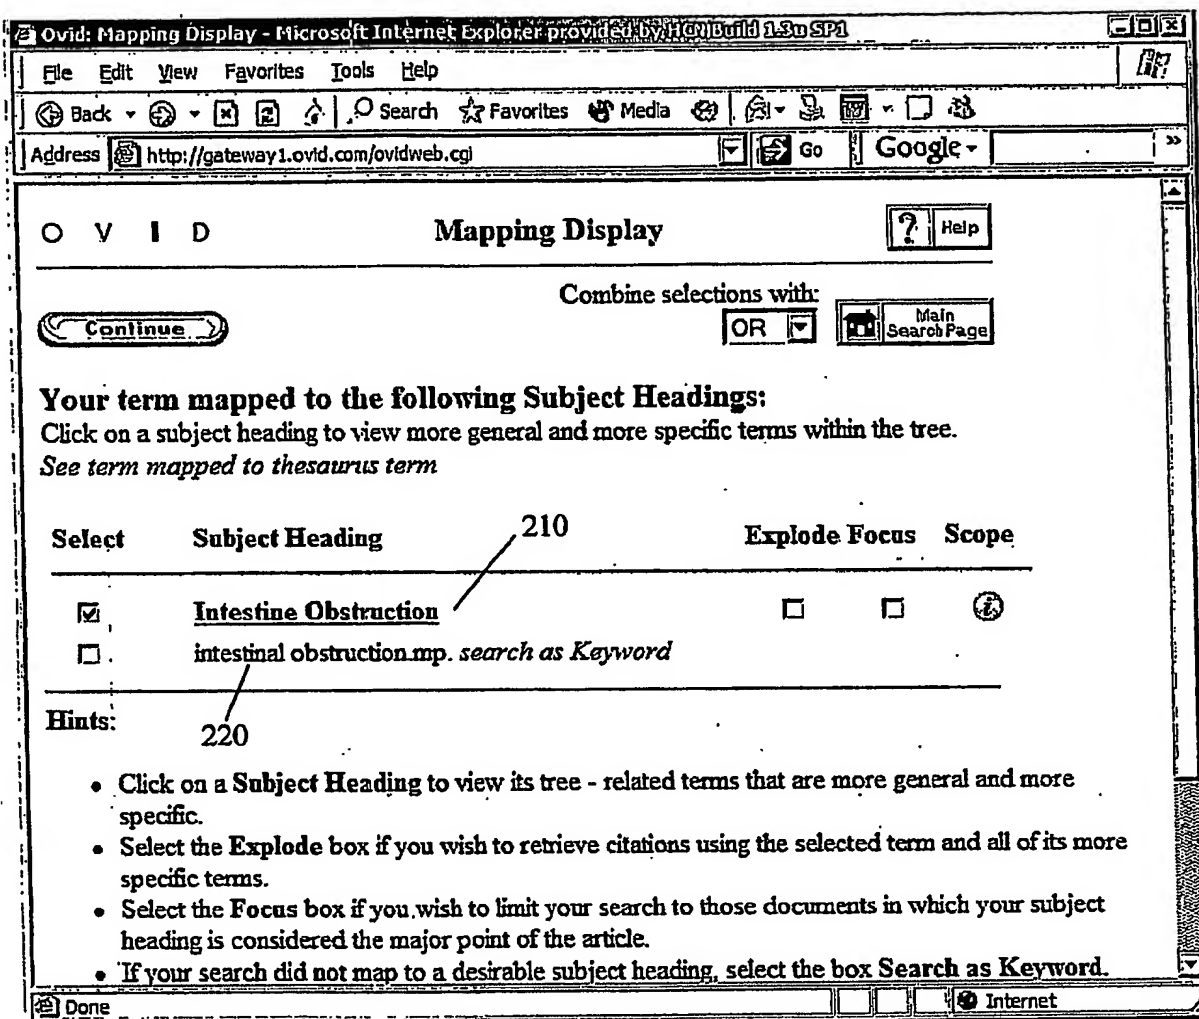 Ovid: Mapping Display - Microsoft Internet Explorer provided by HCN Build 1.3u SP1
File Edit View Favorites Tools Help
Back Search Favorites Media
Address http://gateway1.ovid.com/ovidweb.cgi Go Google
O V I D Mapping Display ? Help
Combine selections with:
Continue OR Main Search Page
Your term mapped to the following Subject Headings:
Click on a subject heading to view more general and more specific terms within the tree.
See term mapped to thesaurus term
210
Select Subject Heading Explode Focus Scope
Intestine Obstruction
intestinal obstruction.mp. search as Keyword
Hints:
220
• Click on a Subject Heading to view its tree - related terms that are more general and more
specific.
• Select the Explode box if you wish to retrieve citations using the selected term and all of its more
specific terms.
• Select the Focus box if you wish to limit your search to those documents in which your subject
heading is considered the major point of the article.
• If your search did not map to a desirable subject heading, select the box Search as Keyword.
Done Internet